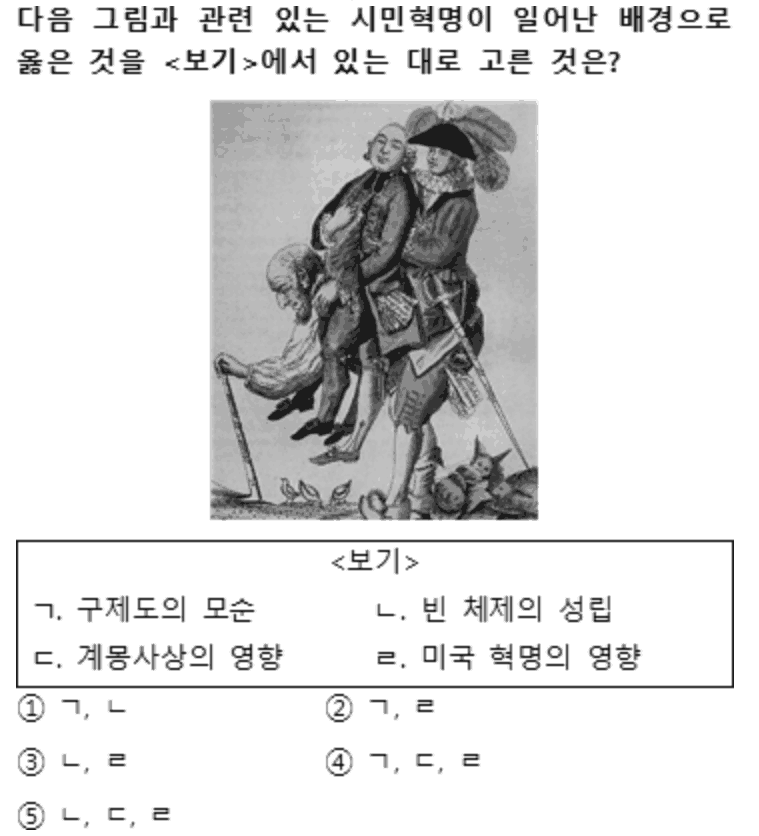 다음 그림과 관련 있는 시민혁명이 일어난 배경으로
옳은 것을 <보기>에서 있는 대로 고른 것은?
<보기>
ㄱ. 구제도의 모순 ㄴ. 빈 체제의 성립
ㄷ. 계몽사상의 영향 ㄹ. 미국 혁명의 영향
① ㄱ, ㄴ ② ㄱ, ㄹ
③ ㄴ, ㄹ ④ ㄱ, ㄷ, ㄹ
⑤ ㄴ, ㄷ, ㄹ